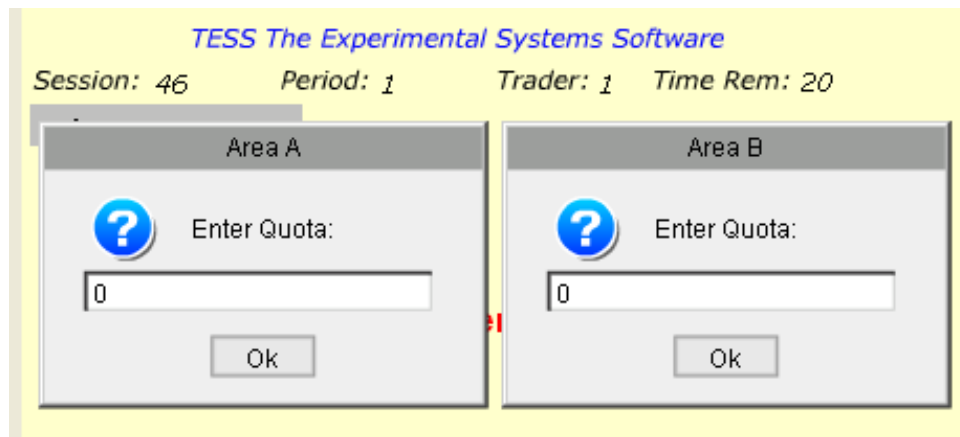 TESS The Experimental Systems Software
Session: 46 Period: 1 Trader: 1 Time Rem: 20
Area A
Enter Quota:
0
Ok
Area B
Enter Quota:
0
Ok